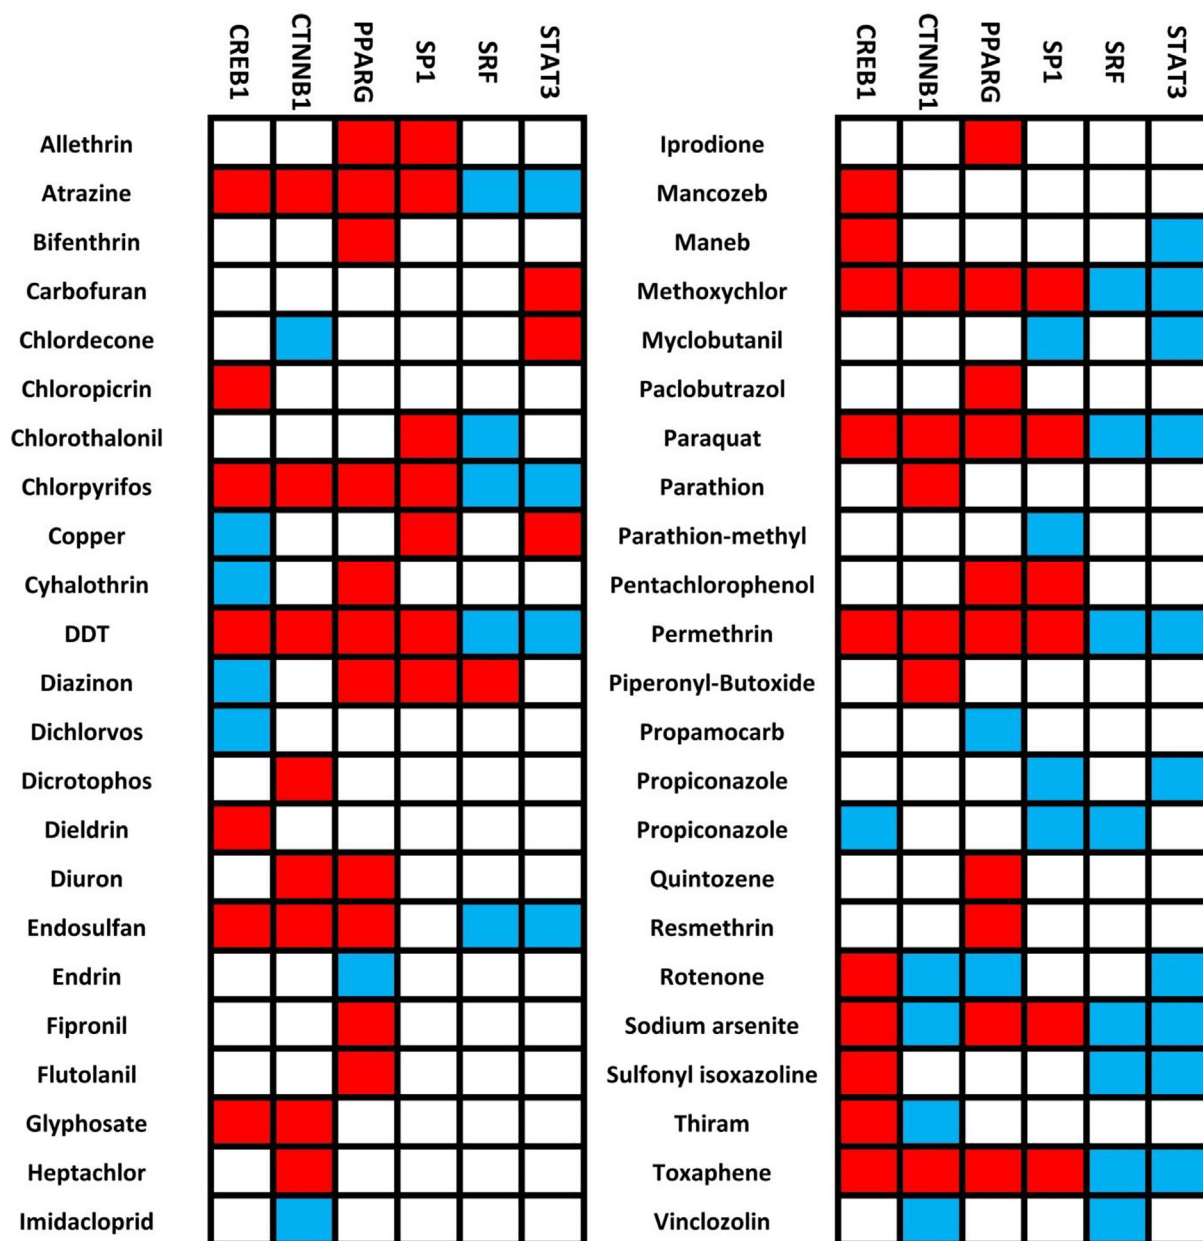 CREB1 CTNNB1 PPARG SP1 SRF STAT3 CREB1 CTNNB1 PPARG SP1 SRF STAT3
Allethrin Iprodione
Atrazine Mancozeb
Bifenthrin Maneb
Carbofuran Methoxychlor
Chlordecone Myclobutanil
Chloropicrin Paclobutrazol
Chlorothalonil Paraquat
Chlorpyrifos Parathion
Copper Parathion-methyl
Cyhalothrin Pentachlorophenol
DDT Permethrin
Diazinon Piperonyl-Butoxide
Dichlorvos Propamocarb
Dicrotophos Propiconazole
Dieldrin Propiconazole
Diuron Quintozene
Endosulfan Resmethrin
Endrin Rotenone
Fipronil Sodium arsenite
Flutolanil Sulfonyl isoxazoline
Glyphosate Thiram
Heptachlor Toxaphene
Imidacloprid Vinclozolin